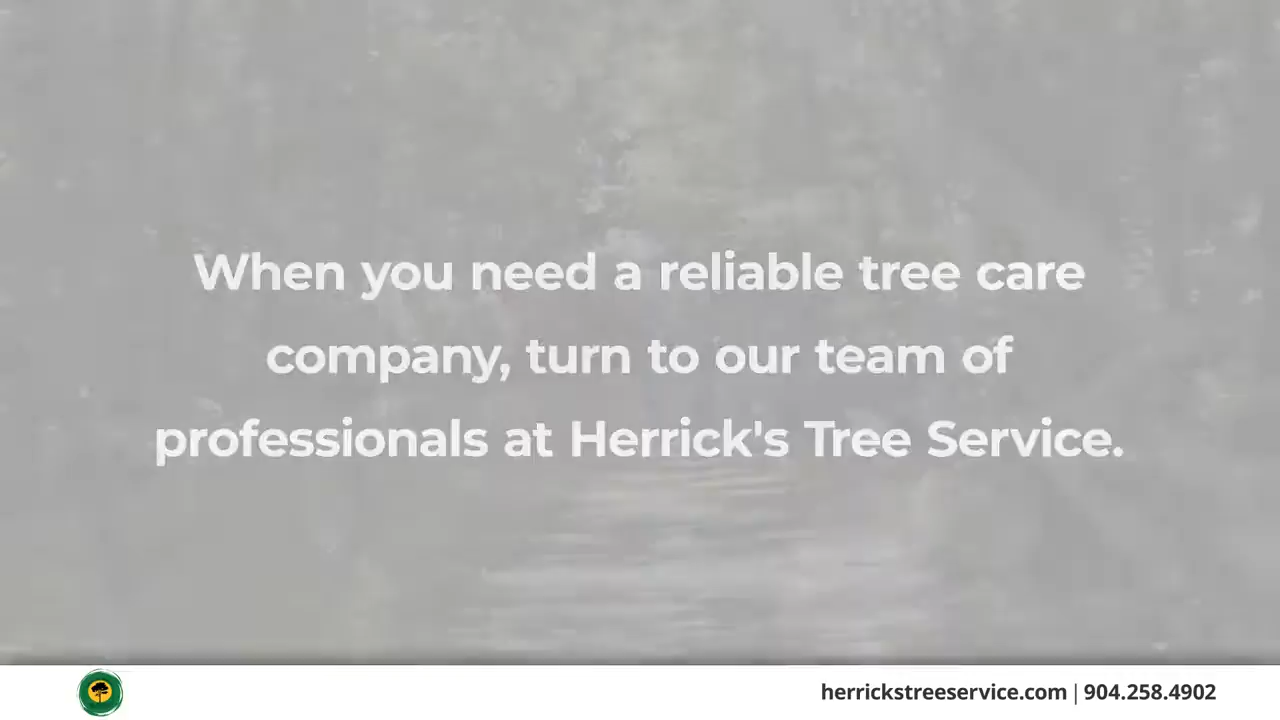 When you need a reliable tree care
company, turn to our team of
professionals at Herrick's Tree Service.
herrickstreeservice.com | 904.258.4902